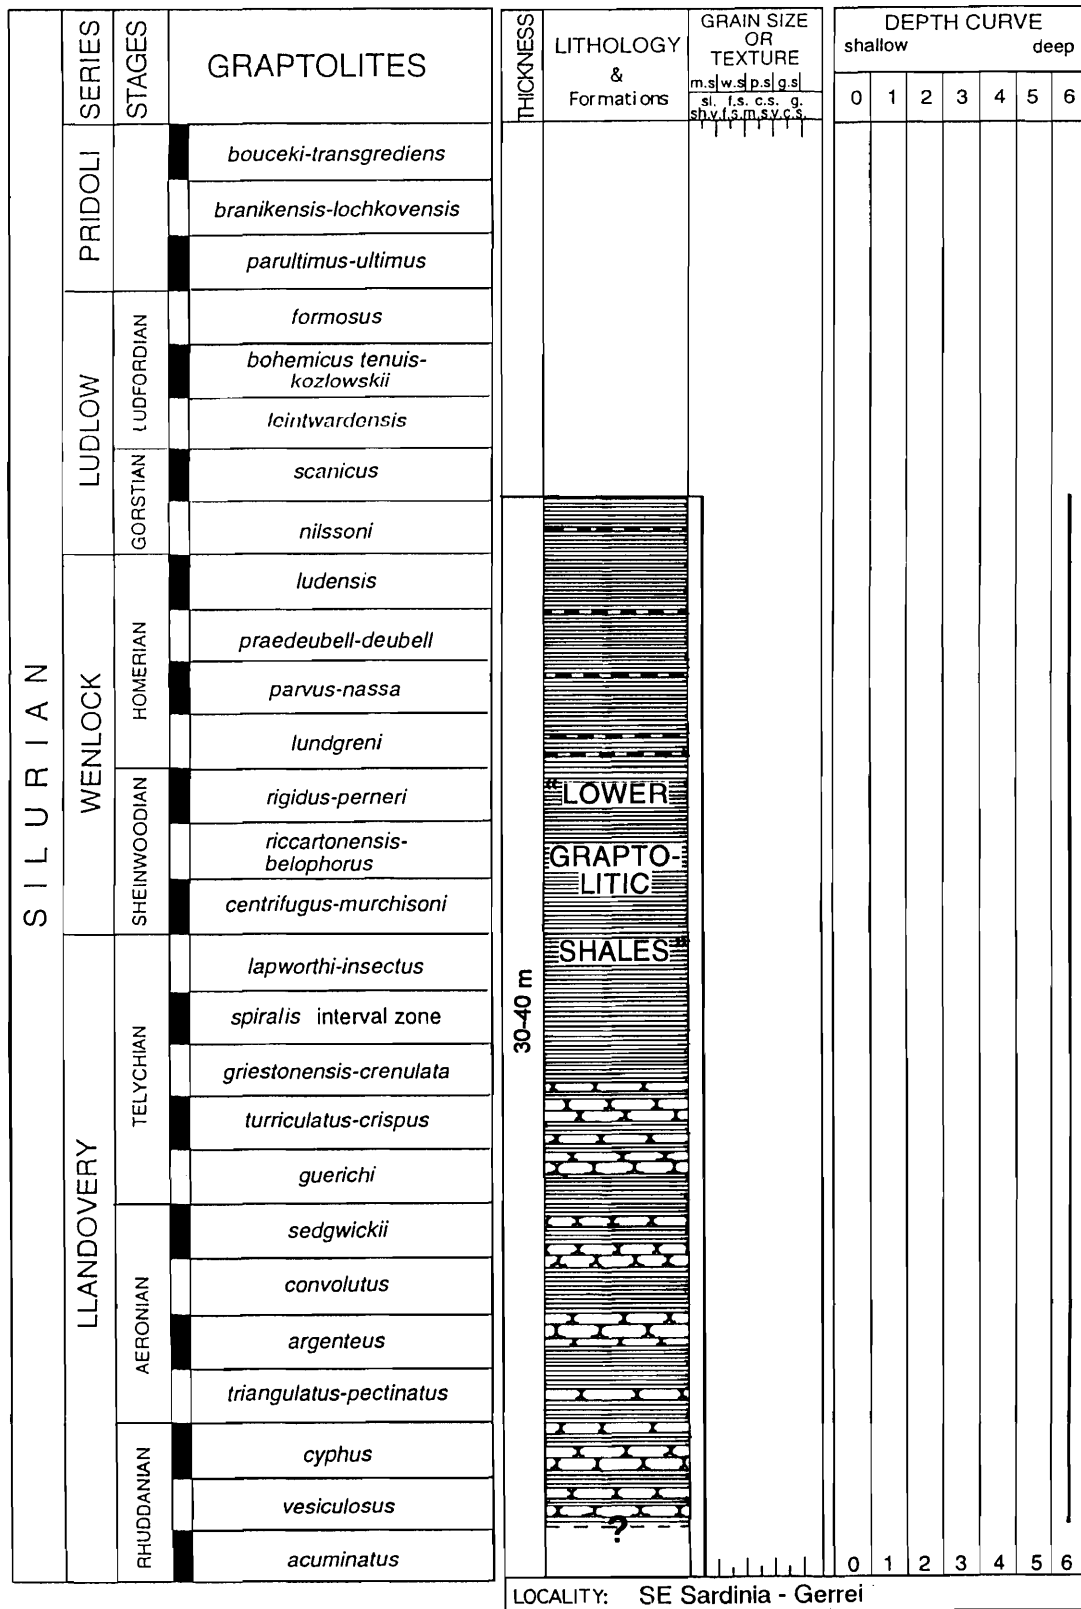 SERIES
STAGES
GRAPTOLITES
THICKNESS
LITHOLOGY
&
Formations
GRAIN SIZE
OR
TEXTURE
m.s w.s p.s g.s
si. f.s. c.s. g.
sh.v.f.s.m.s.v.c.s.
DEPTH CURVE
shallow deep
0 1 2 3 4 5 6
SILURIAN
PRIDOLI
LUDLOW
WENLOCK
LLANDOVERY
LUDFORDIAN
GORSTIAN
HOMERIAN
SHEINWOODIAN
TELYCHIAN
AERONIAN
RHUDDANIAN
bouceki-transgrediens
branikensis-lochkovensis
parultimus-ultimus
formosus
bohemicus tenuis-
kozlowskii
leintwardensis
scanicus
nilssoni
ludensis
praedeubell-deubell
parvus-nassa
lundgreni
rigidus-perneri
riccartonensis-
belophorus
centrifugus-murchisoni
lapworthi-insectus
spiralis interval zone
griestonensis-crenulata
turriculatus-crispus
guerichi
sedgwickii
convolutus
argenteus
triangulatus-pectinatus
cyphus
vesiculosus
acuminatus
30-40 m
"LOWER
GRAPTO-
LITIC
SHALES"
?
0 1 2 3 4 5 6
LOCALITY: SE Sardinia - Gerrei